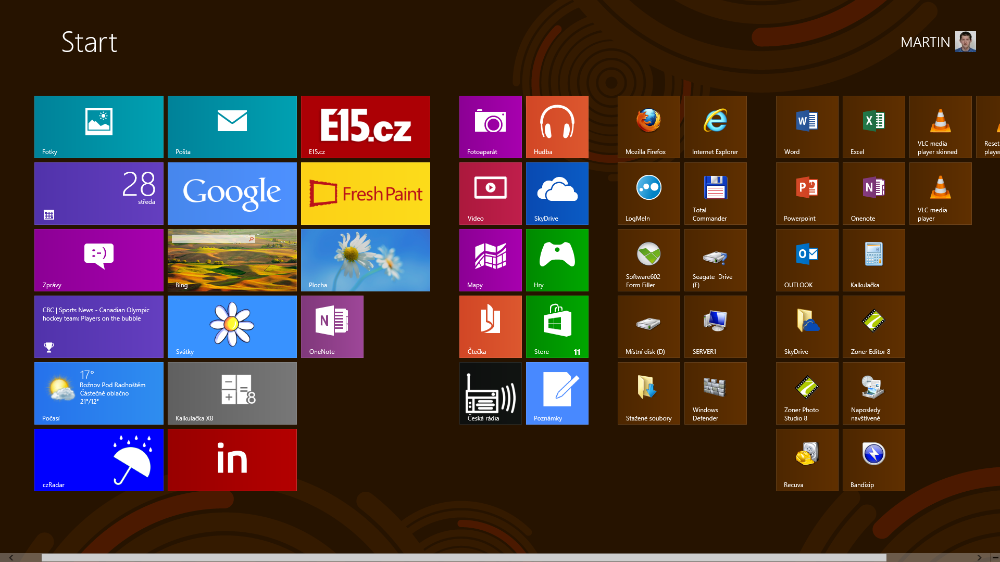 Start
MARTIN
Fotky
Pošta
E15.cz
E15.cz
28
středa
Google
Fresh Paint
:-)
Zprávy
Bing
Plocha
CBC | Sports News - Canadian Olympic
hockey team: Players on the bubble
Svátky
N
OneNote
17°
Rožnov Pod Radhoštěm
Částečně oblačno
21°/12°
Počasí
8
Kalkulačka X8
czRadar
in
Fotoaparát
Hudba
Video
SkyDrive
Mapy
Hry
Čtečka
Store
11
Česká rádia
Poznámky
Mozilla Firefox
Internet Explorer
LogMeIn
Total
Commander
Software602
Form Filler
Seagate Drive
(F)
Místní disk (D)
SERVER1
Stažené soubory
Windows
Defender
W
Word
X
Excel
VLC media
player skinned
Reset
player
P
Powerpoint
N
Onenote
VLC media
player
O
OUTLOOK
0
Kalkulačka
SkyDrive
Zoner Editor 8
Zoner Photo
Studio 8
Naposledy
navštívené
Recuva
Bandizip